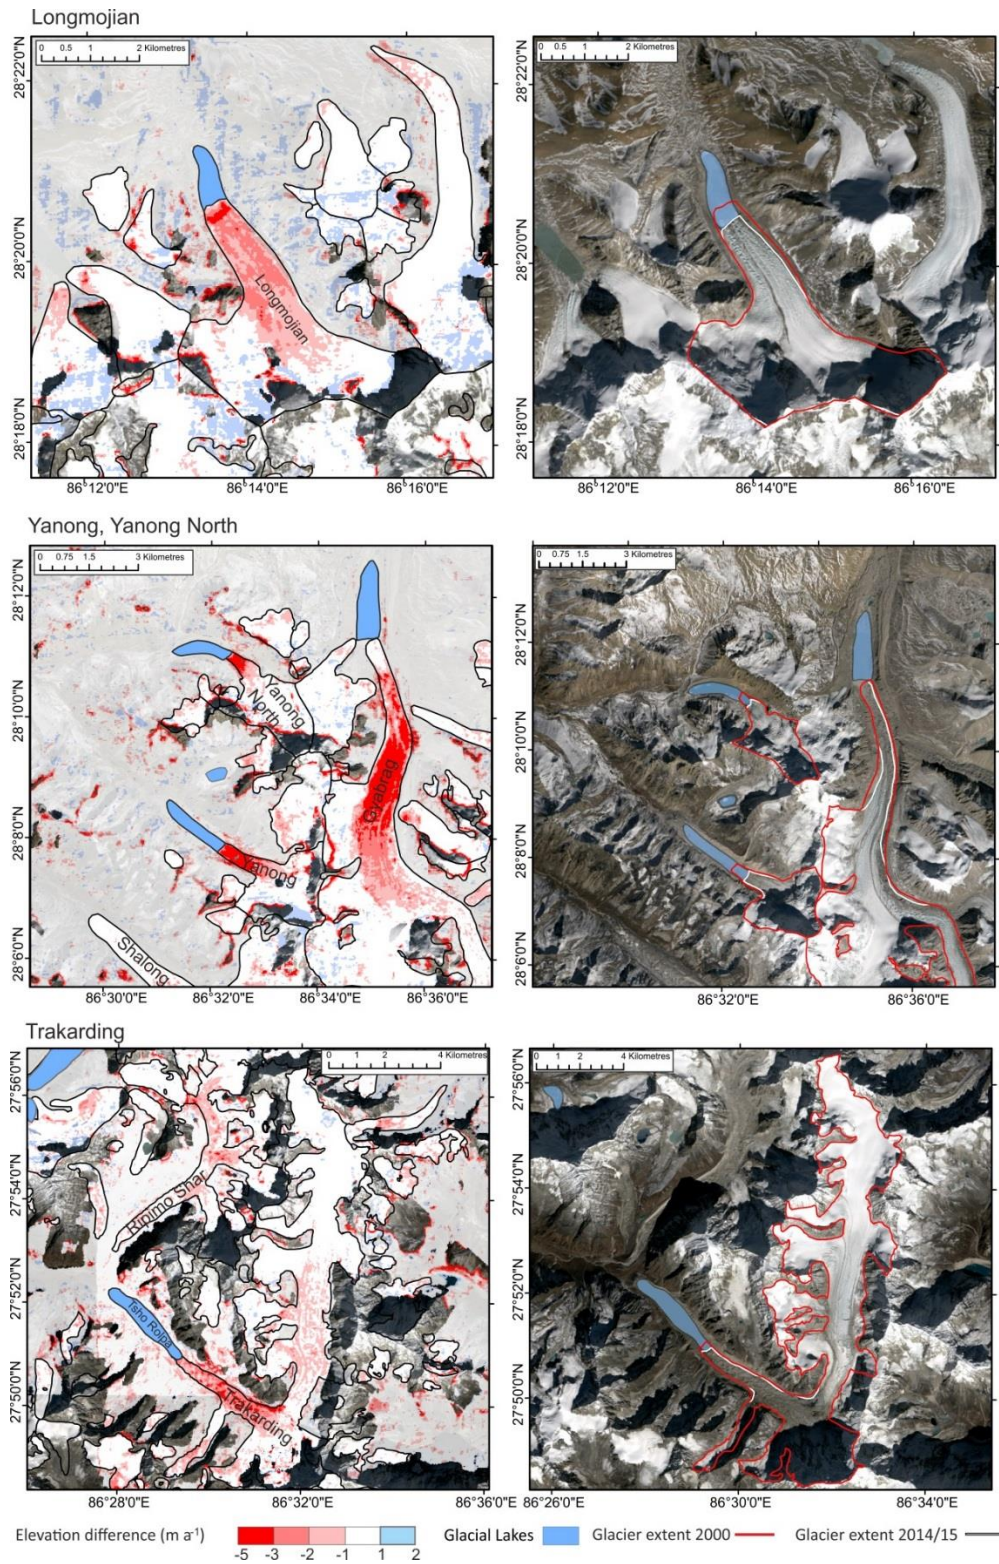 Longmojian
0 0.5 1 2 Kilometres
0 0.5 1 2 Kilometres
28°22'0"N
28°20'0"N
28°18'0"N
Longmojian
28°22'0"N
28°20'0"N
28°18'0"N
86°12'0"E 86°14'0"E 86°16'0"E
86°12'0"E 86°14'0"E 86°16'0"E
Yanong, Yanong North
0 0.75 1.5 3 Kilometres
0 0.75 1.5 3 Kilometres
28°12'0"N
28°10'0"N
28°8'0"N
28°6'0"N
Yanong
North
Gyabrag
Yanong
Shalong
28°12'0"N
28°10'0"N
28°8'0"N
28°6'0"N
86°30'0"E 86°32'0"E 86°34'0"E 86°36'0"E
86°32'0"E 86°36'0"E
Trakarding
0 1 2 4 Kilometres
0 1 2 4 Kilometres
27°56'0"N
27°54'0"N
27°52'0"N
27°50'0"N
Ripimo Shar
Tsho Rolpa
Trakarding
27°56'0"N
27°54'0"N
27°52'0"N
27°50'0"N
86°28'0"E 86°32'0"E 86°36'0"E
86°26'0"E 86°30'0"E 86°34'0"E
Elevation difference (m a⁻¹) Glacial Lakes Glacier extent 2000 Glacier extent 2014/15
-5 -3 -2 -1 1 2